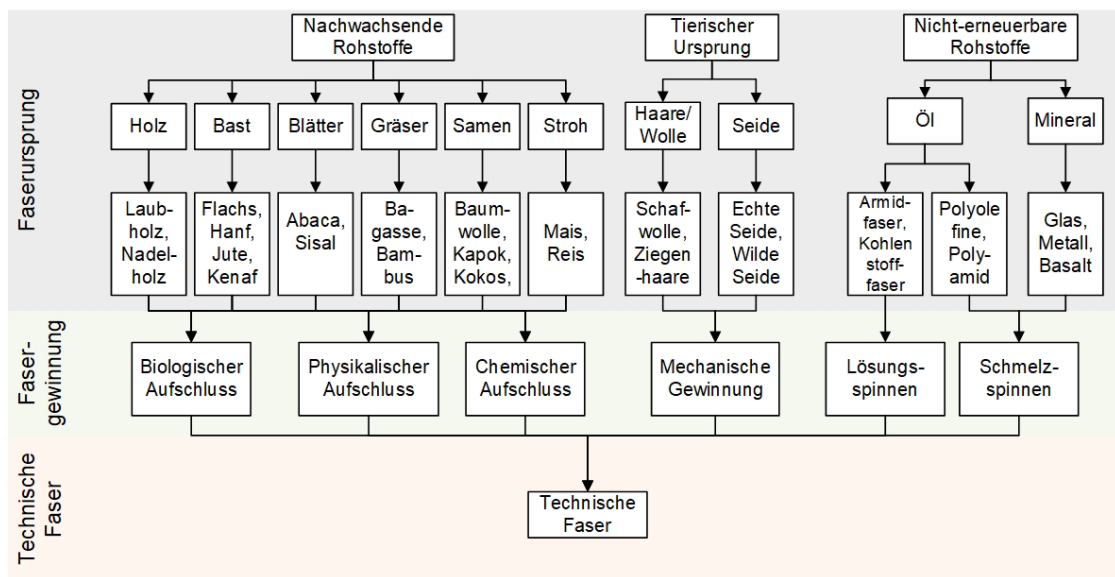 Nachwachsende
Rohstoffe
Tierischer
Ursprung
Nicht-erneuerbare
Rohstoffe
Faserursprung
Holz
Bast
Blätter
Gräser
Samen
Stroh
Haare/
Wolle
Seide
Öl
Mineral
Laub-
holz,
Nadel-
holz
Flachs,
Hanf,
Jute,
Kenaf
Abaca,
Sisal
Ba-
gasse,
Bam-
bus
Baum-
wolle,
Kapok,
Kokos,
Mais,
Reis
Schaf-
wolle,
Ziegen
-haare
Echte
Seide,
Wilde
Seide
Armid-
faser,
Kohlen
stoff-
faser
Polyole
fine,
Poly-
amid
Glas,
Metall,
Basalt
Faser-
gewinnung
Biologischer
Aufschluss
Physikalischer
Aufschluss
Chemischer
Aufschluss
Mechanische
Gewinnung
Lösungs-
spinnen
Schmelz-
spinnen
Technische
Faser
Technische
Faser